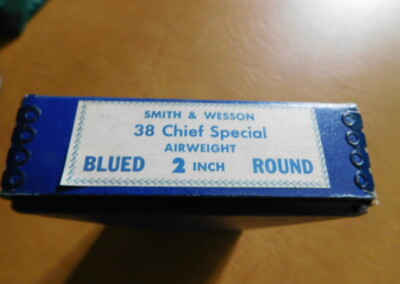 SMITH & WESSON
38 Chief Special
AIRWEIGHT
BLUED 2 INCH ROUND